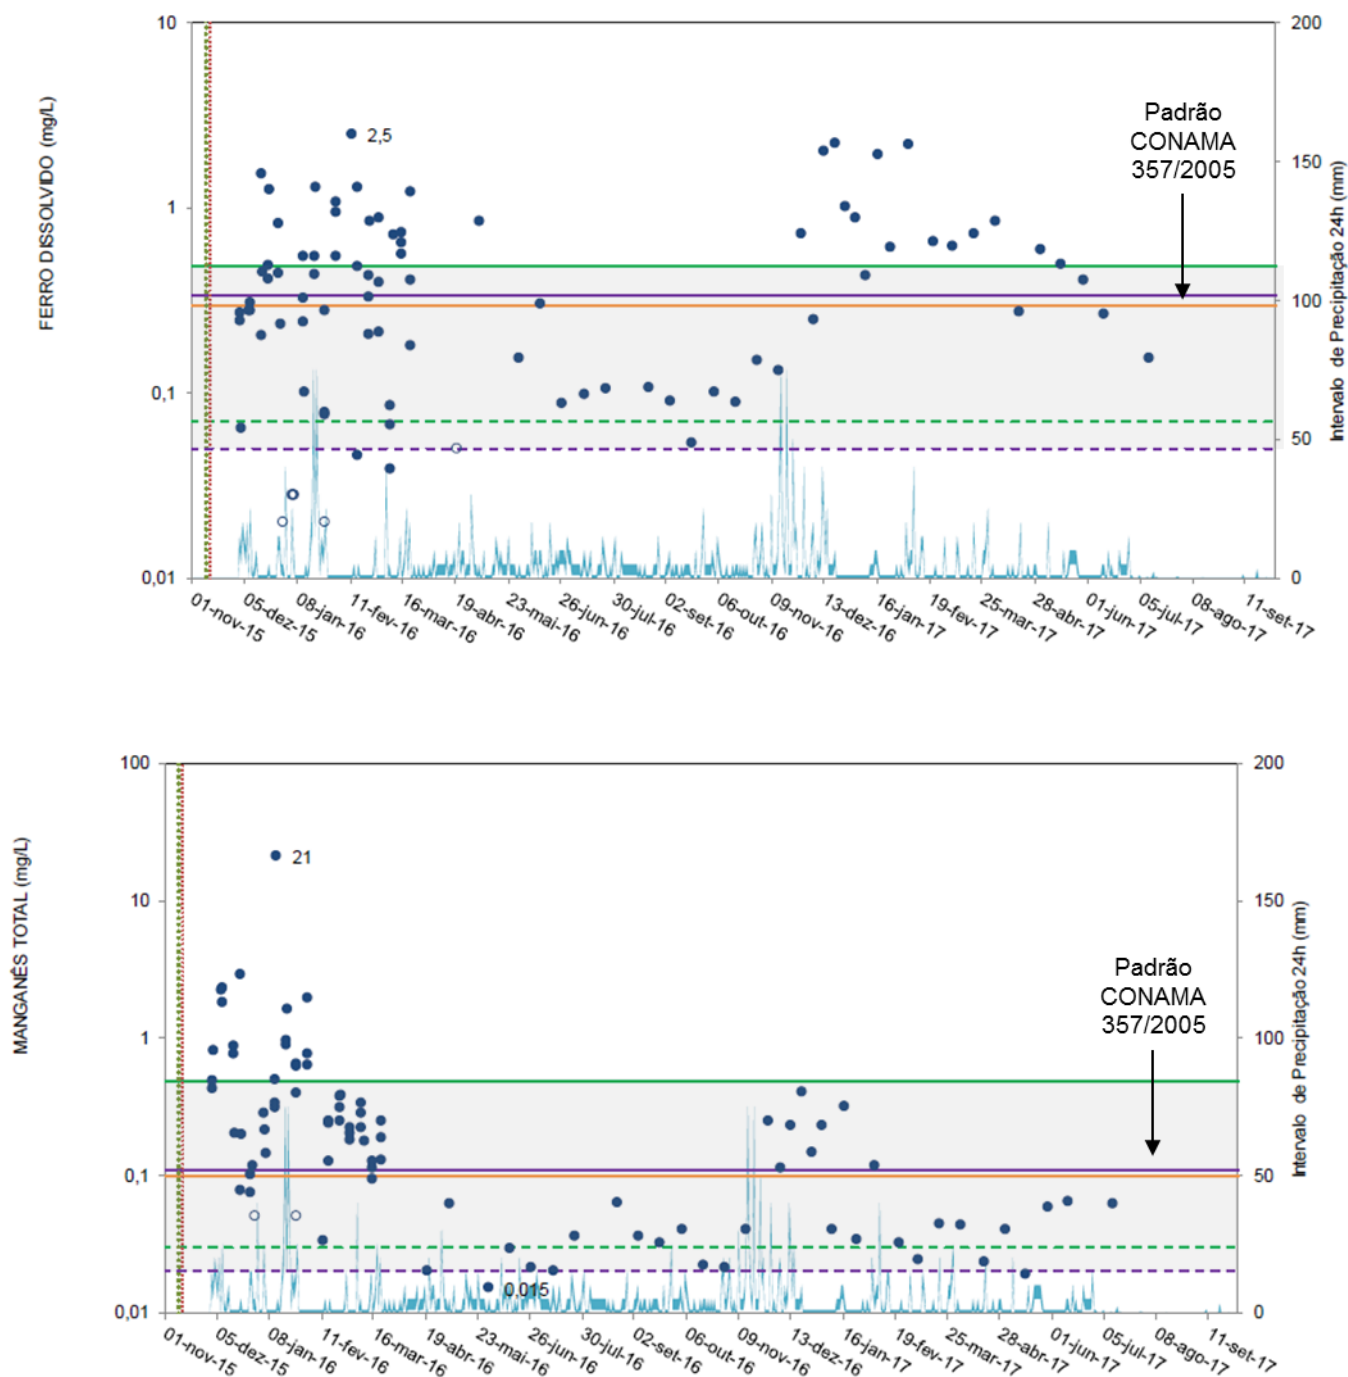 FERRO DISSOLVIDO (mg/L)
10
1
0,1
0,01
2,5
Padrão
CONAMA
357/2005
200
150
100
50
0
Intervalo de Precipitação 24h (mm)
01-nov-15
05-dez-15
08-jan-16
11-fev-16
16-mar-16
19-abr-16
23-mai-16
26-jun-16
30-jul-16
02-set-16
06-out-16
09-nov-16
13-dez-16
16-jan-17
19-fev-17
25-mar-17
28-abr-17
01-jun-17
05-jul-17
08-ago-17
11-set-17
MANGANÊS TOTAL (mg/L)
100
10
1
0,1
0,01
21
0,015
Padrão
CONAMA
357/2005
200
150
100
50
0
Intervalo de Precipitação 24h (mm)
01-nov-15
05-dez-15
08-jan-16
11-fev-16
16-mar-16
19-abr-16
23-mai-16
26-jun-16
30-jul-16
02-set-16
06-out-16
09-nov-16
13-dez-16
16-jan-17
19-fev-17
25-mar-17
28-abr-17
01-jun-17
05-jul-17
08-ago-17
11-set-17